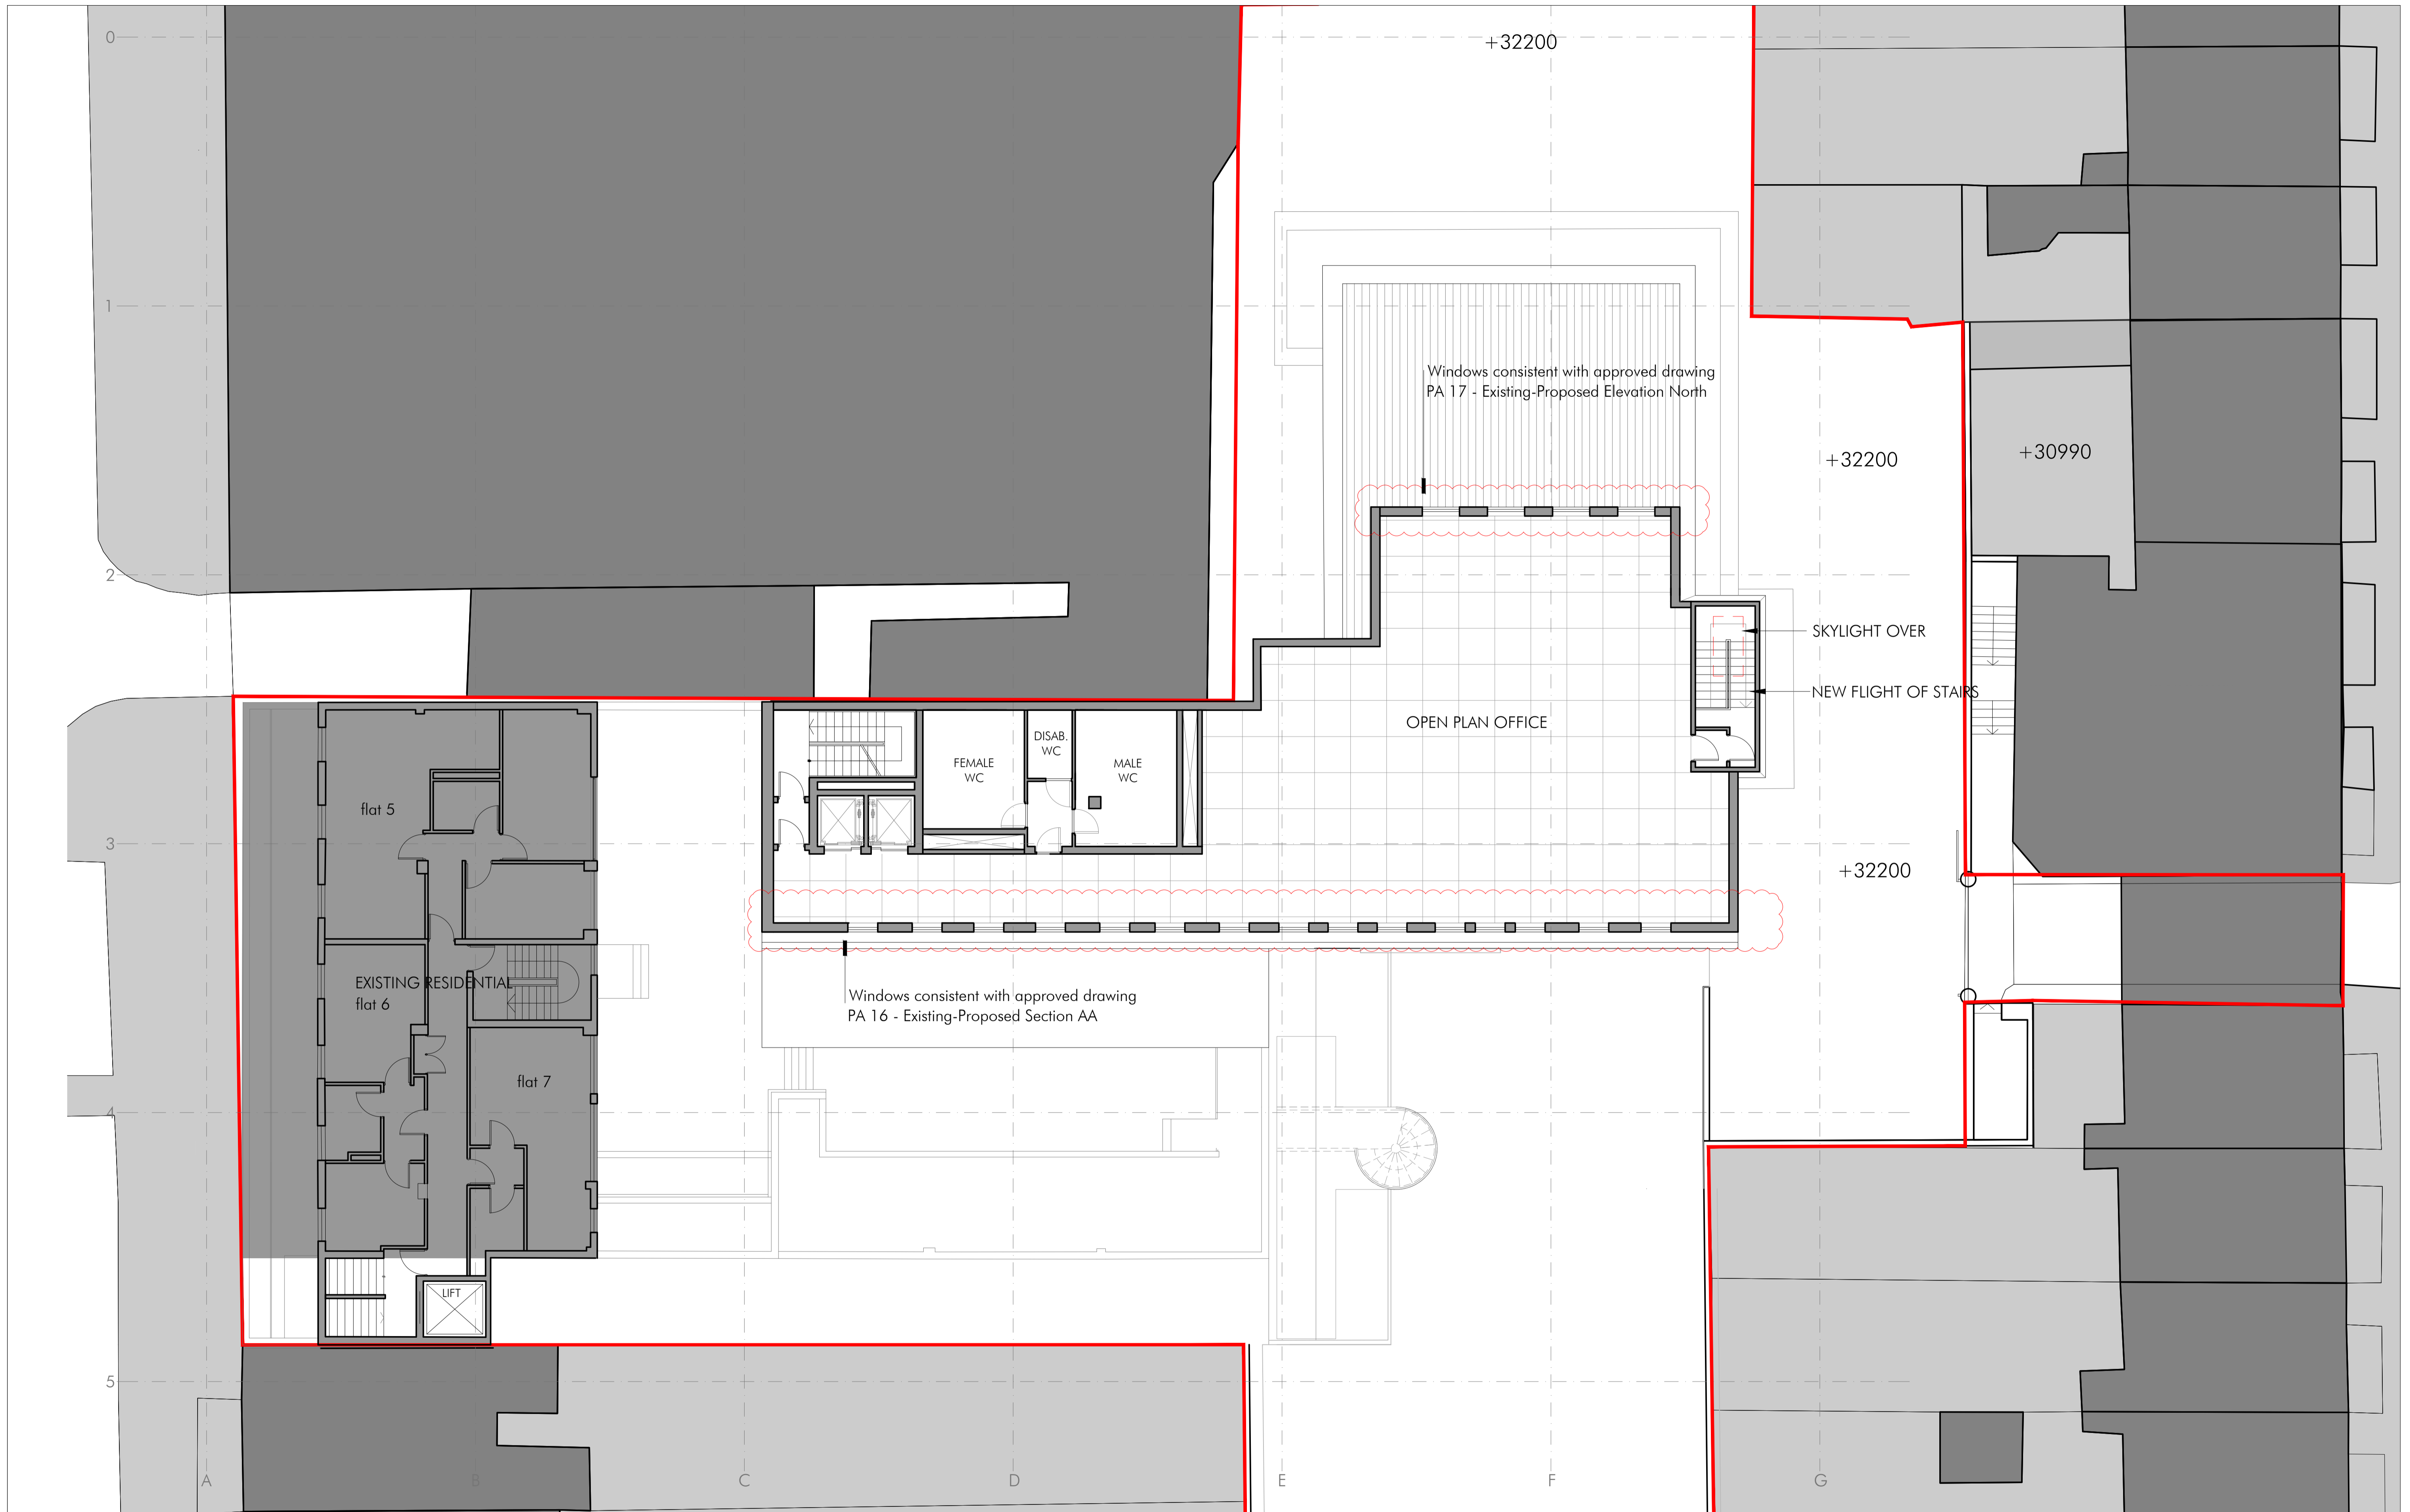 0
+32200
1
Windows consistent with approved drawing
PA 17 - Existing-Proposed Elevation North
+32200
+30990
2
SKYLIGHT OVER
NEW FLIGHT OF STAIRS
OPEN PLAN OFFICE
FEMALE
WC
DISAB.
WC
MALE
WC
flat 5
3
+32200
EXISTING RESIDENTIAL
flat 6
Windows consistent with approved drawing
PA 16 - Existing-Proposed Section AA
flat 7
4
LIFT
5
A
B
C
D
E
F
G